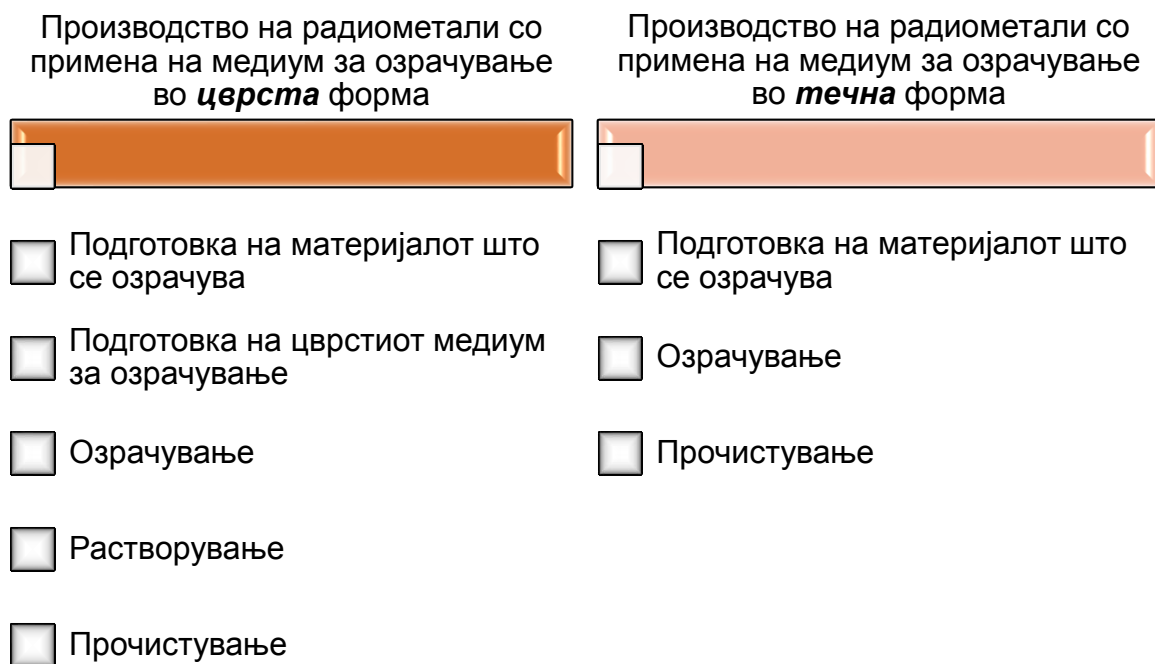 Производство на радиометали со
примена на медиум за озрачување
во цврста форма
Подготовка на материјалот што
се озрачува
Подготовка на цврстиот медиум
за озрачување
Озрачување
Растворување
Прочистување
Производство на радиометали со
примена на медиум за озрачување
во течна форма
Подготовка на материјалот што
се озрачува
Озрачување
Прочистување